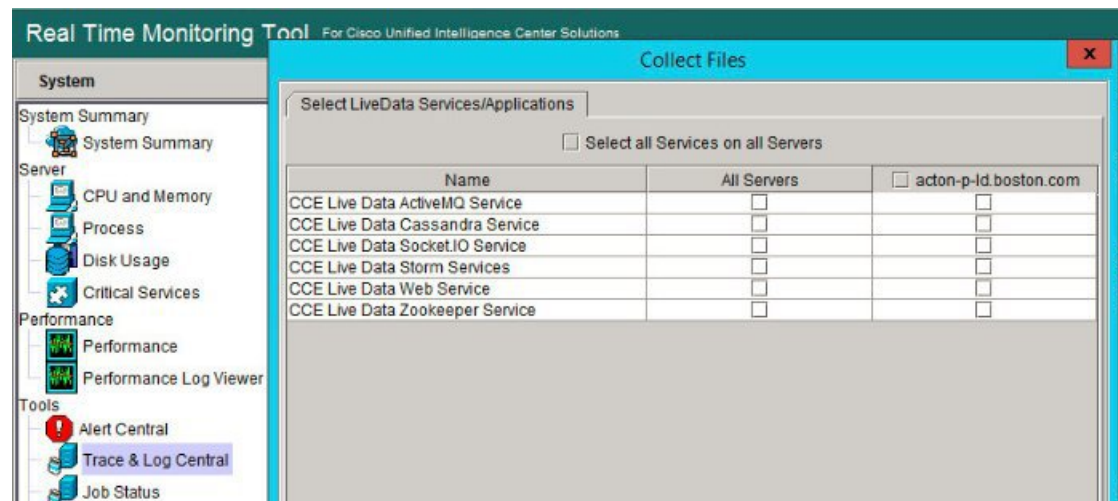 Real Time Monitoring Tool For Cisco Unified Intelligence Center Solutions
System
System Summary
System Summary
Server
CPU and Memory
Process
Disk Usage
Critical Services
Performance
Performance
Performance Log Viewer
Tools
Alert Central
Trace & Log Central
Job Status
Collect Files
x
Select LiveData Services/Applications
Select all Services on all Servers
Name All Servers acton-p-ld.boston.com
CCE Live Data ActiveMQ Service
CCE Live Data Cassandra Service
CCE Live Data Socket.IO Service
CCE Live Data Storm Services
CCE Live Data Web Service
CCE Live Data Zookeeper Service